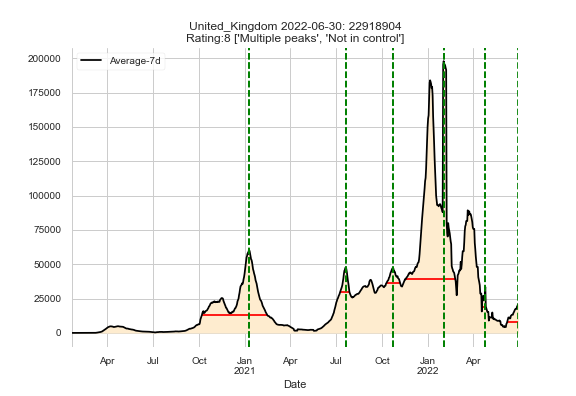 United_Kingdom 2022-06-30: 22918904
Rating:8 ['Multiple peaks', 'Not in control']
Average-7d
200000
175000
150000
125000
100000
75000
50000
25000
0
Apr Jul Oct Jan Apr Jul Oct Jan Apr
2021 2022
Date